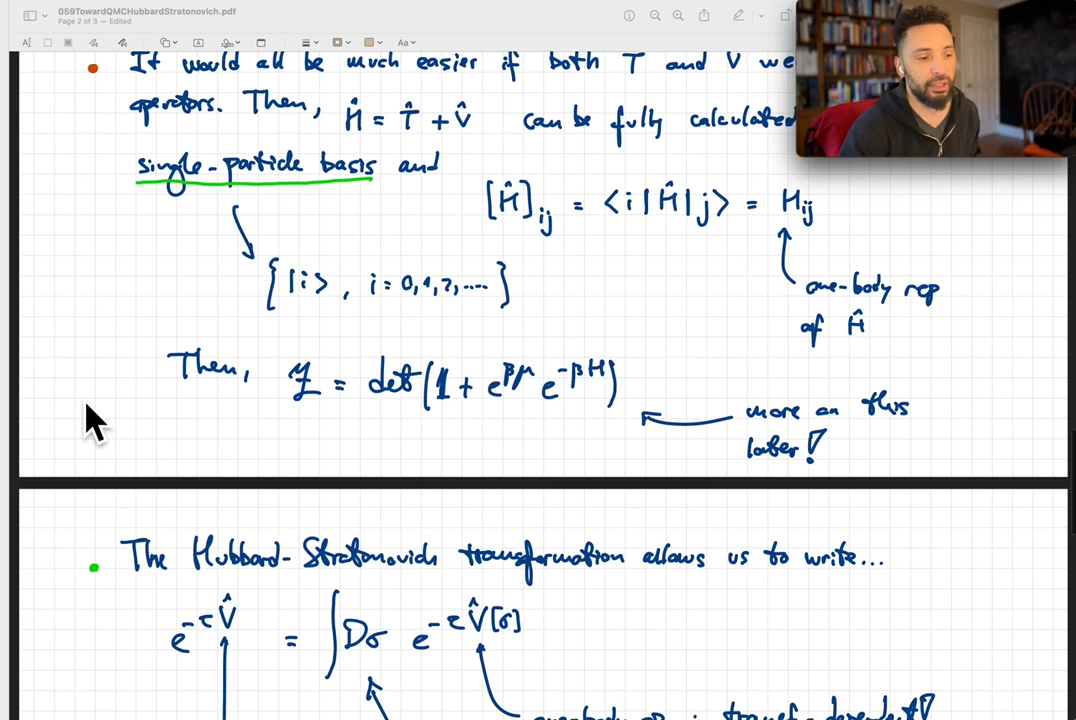 059TowardQMCHubbardStratonovich.pdf
Page 2 of 3 — Edited
It would all be much easier if both T and V we
operators. Then, Ĥ = T̂ + V̂ can be fully calculated
single-particle basis and
[Ĥ]ij = <i|Ĥ|j> = Hij
{ |i>, i = 0,1,2,.... }
one-body rep
of Ĥ
Then, Z = det(1 + e^βμ e^-βH)
more on this
later!
The Hubbard-Stratonovich transformation allows us to write...
e^-τV̂ = ∫Dσ e^-τV̂[σ]